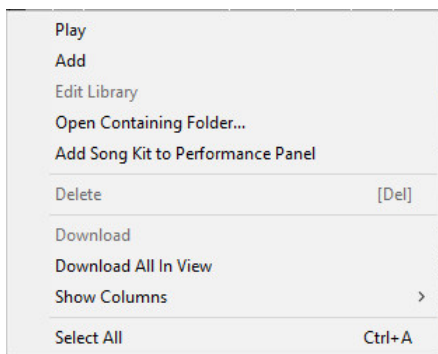 Play
Add
Edit Library
Open Containing Folder...
Add Song Kit to Performance Panel
Delete [Del]
Download
Download All In View
Show Columns >
Select All Ctrl+A